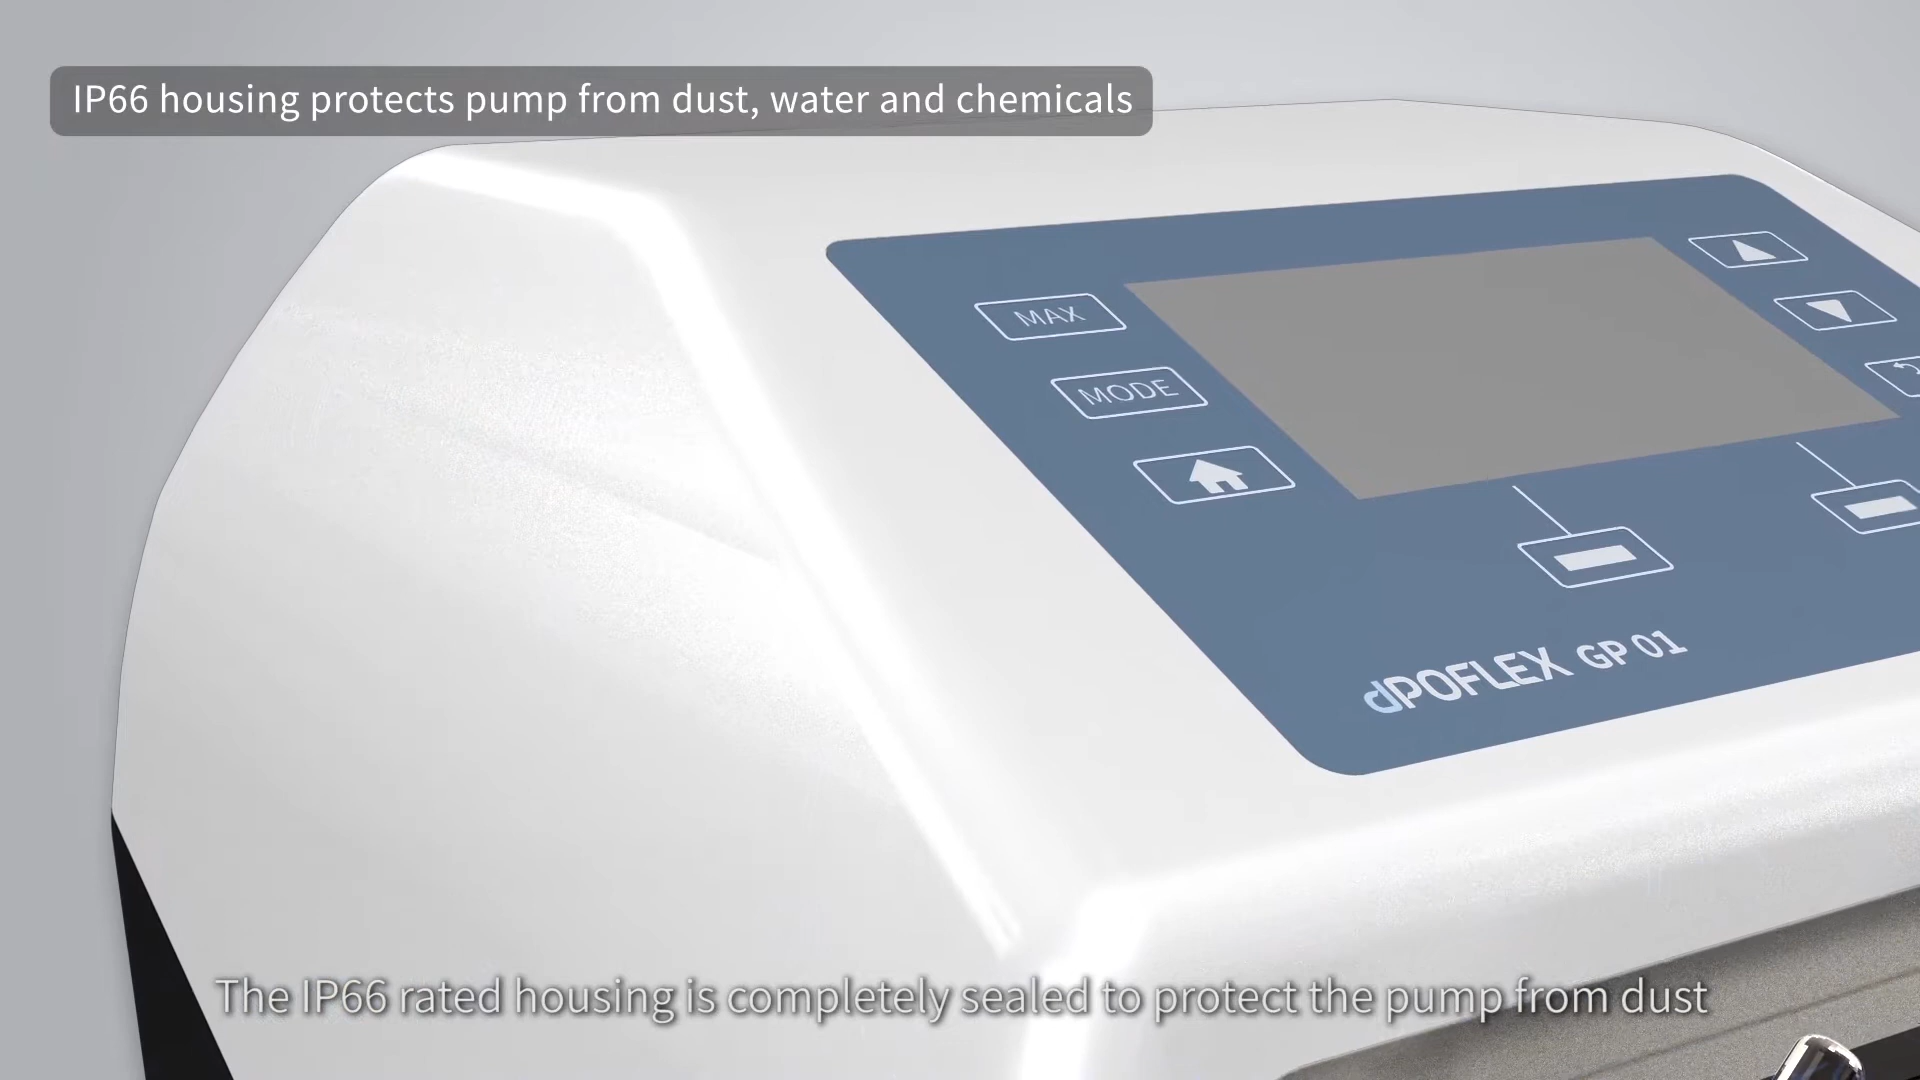 IP66 housing protects pump from dust, water and chemicals
MAX
MODE
dPOFLEX GP 01
The IP66 rated housing is completely sealed to protect the pump from dust